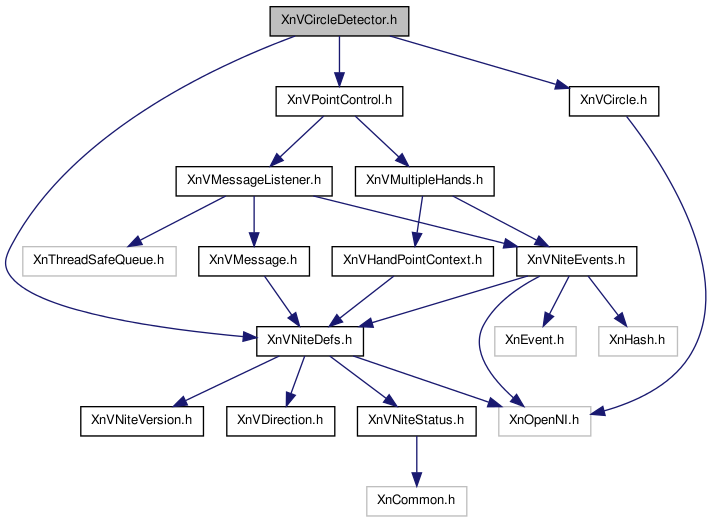 XnVCircleDetector.h
XnVPointControl.h
XnVCircle.h
XnVMessageListener.h
XnVMultipleHands.h
XnThreadSafeQueue.h
XnVMessage.h
XnVHandPointContext.h
XnVNiteEvents.h
XnVNiteDefs.h
XnEvent.h
XnHash.h
XnVNiteVersion.h
XnVDirection.h
XnVNiteStatus.h
XnOpenNI.h
XnCommon.h